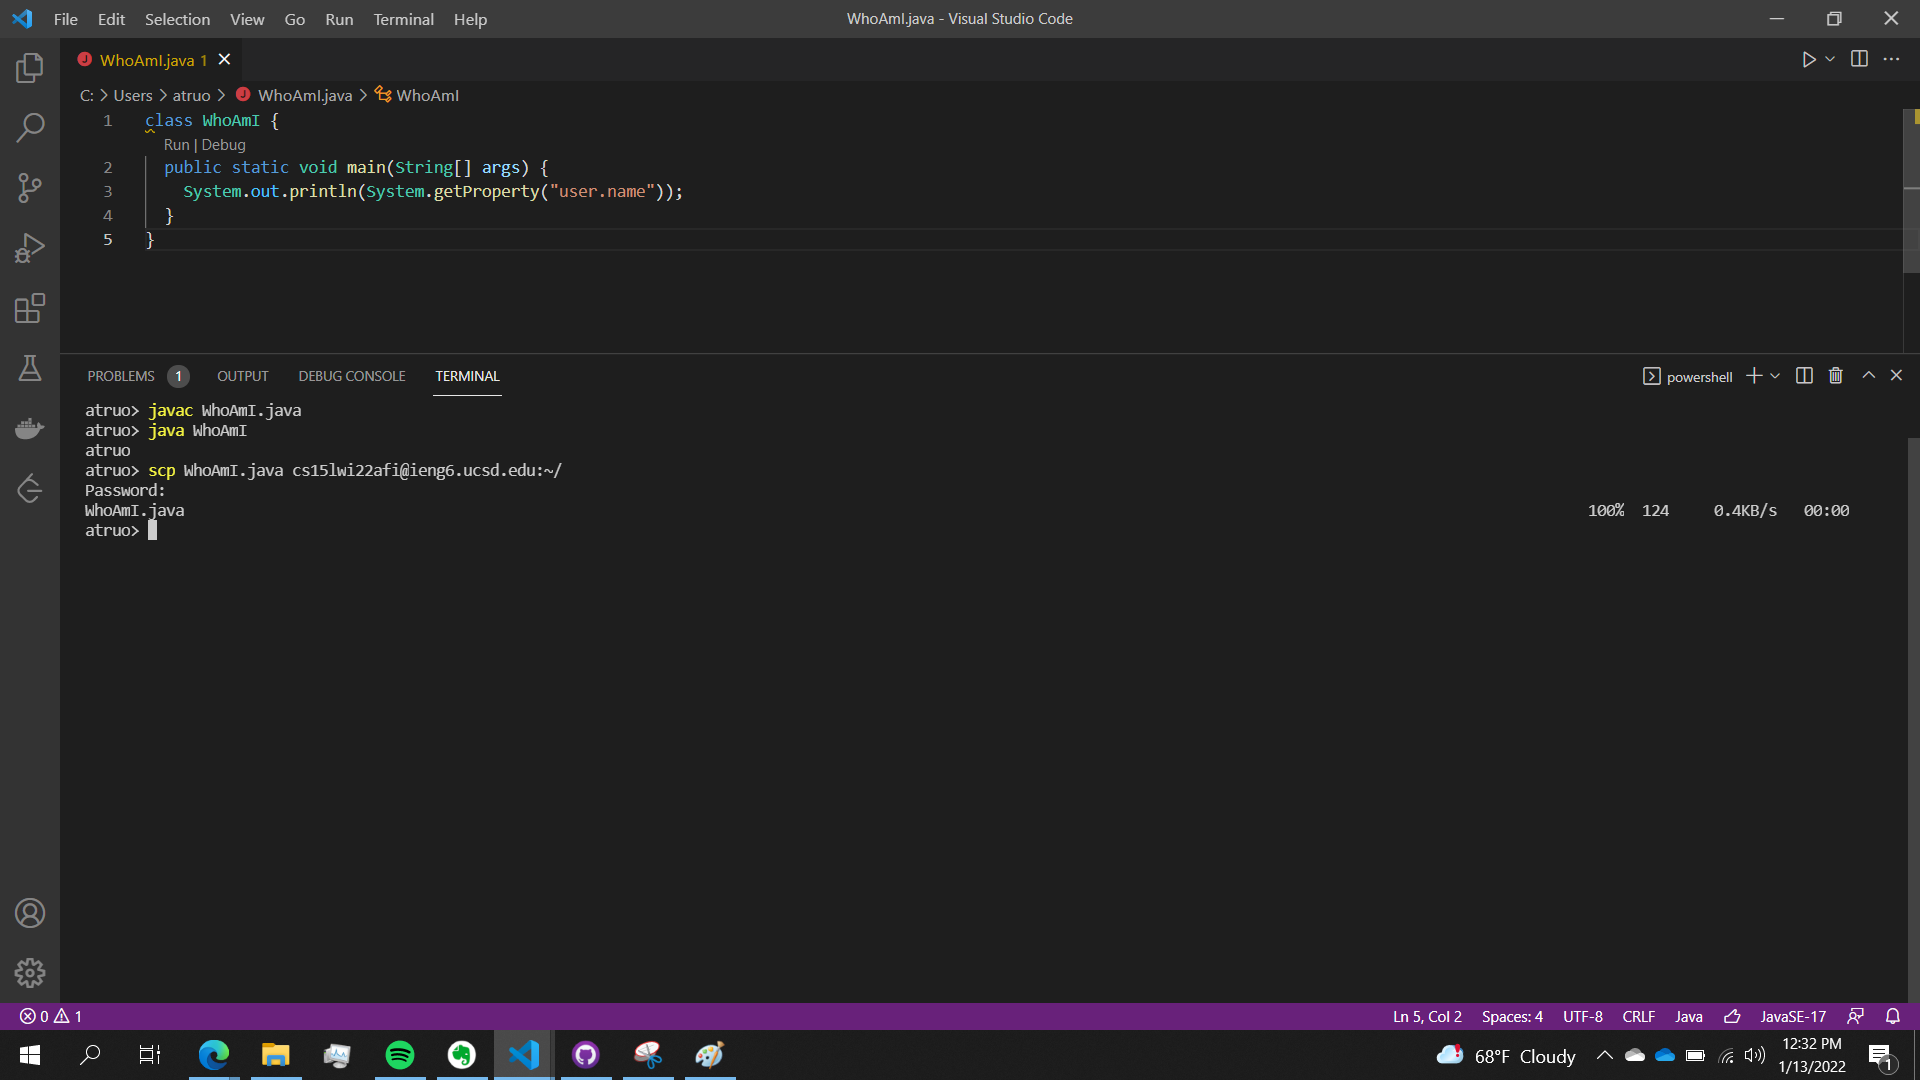 File Edit Selection View Go Run Terminal Help
WhoAmI.java - Visual Studio Code
WhoAmI.java 1
C: > Users > atruo > WhoAmI.java > WhoAmI
1 class WhoAmI {
Run | Debug
2 public static void main(String[] args) {
3 System.out.println(System.getProperty("user.name"));
4 }
5 }
PROBLEMS 1 OUTPUT DEBUG CONSOLE TERMINAL
powershell
atruo> javac WhoAmI.java
atruo> java WhoAmI
atruo
atruo> scp WhoAmI.java cs15lwi22afi@ieng6.ucsd.edu:~/
Password:
WhoAmI.java 100% 124 0.4KB/s 00:00
atruo>
0 1
Ln 5, Col 2 Spaces: 4 UTF-8 CRLF Java JavaSE-17
68°F Cloudy
12:32 PM
1/13/2022
1